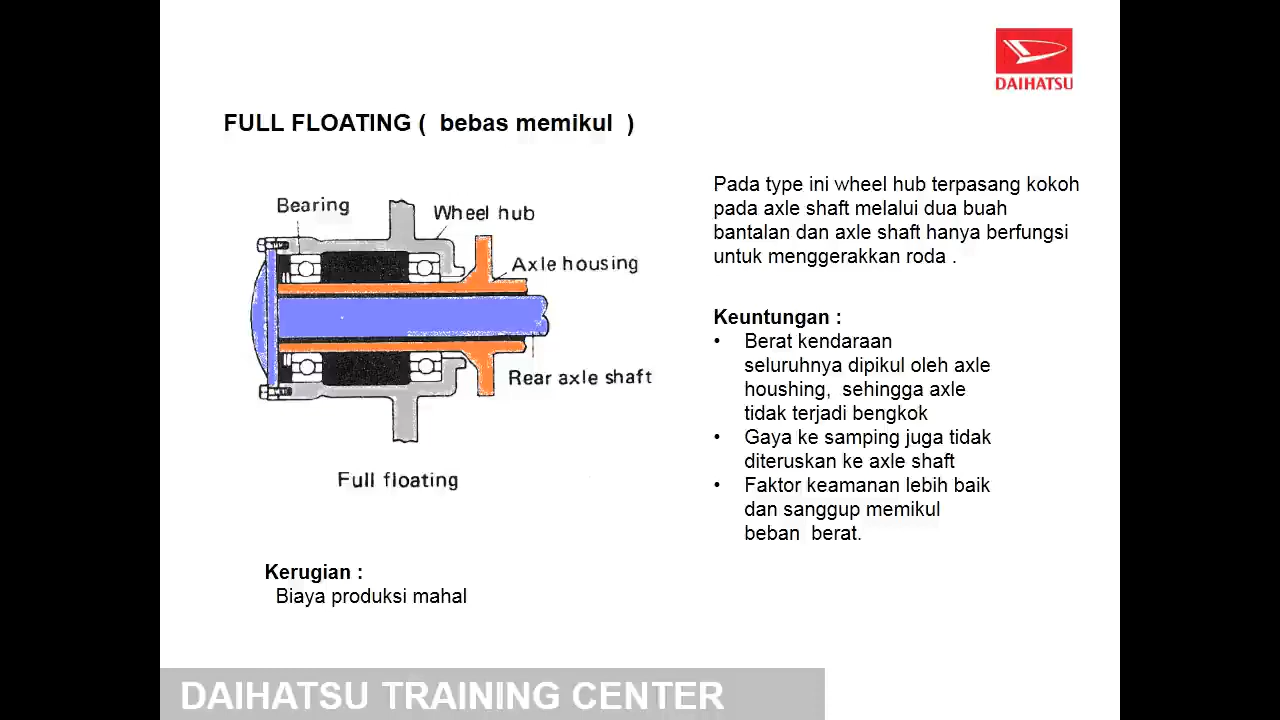 DAIHATSU
FULL FLOATING ( bebas memikul )
Bearing
Wheel hub
Axle housing
Rear axle shaft
Full floating
Pada type ini wheel hub terpasang kokoh
pada axle shaft melalui dua buah
bantalan dan axle shaft hanya berfungsi
untuk menggerakkan roda .
Keuntungan :
• Berat kendaraan
seluruhnya dipikul oleh axle
houshing, sehingga axle
tidak terjadi bengkok
• Gaya ke samping juga tidak
diteruskan ke axle shaft
• Faktor keamanan lebih baik
dan sanggup memikul
beban berat.
Kerugian :
Biaya produksi mahal
DAIHATSU TRAINING CENTER